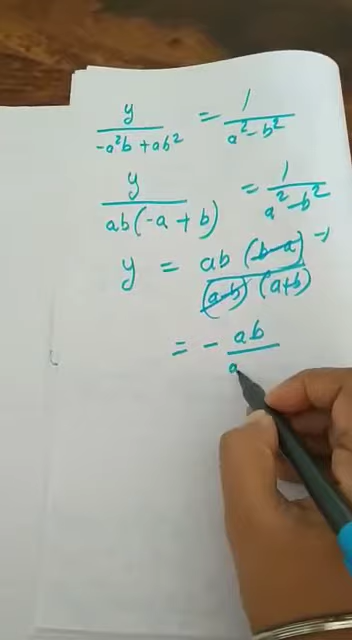 y/(-a²b + ab²) = 1/(a² - b²)
y/(ab(-a + b)) = 1/(a² - b²)
y = ab (b-a) -1/((a-b) (a+b))
= - ab/a